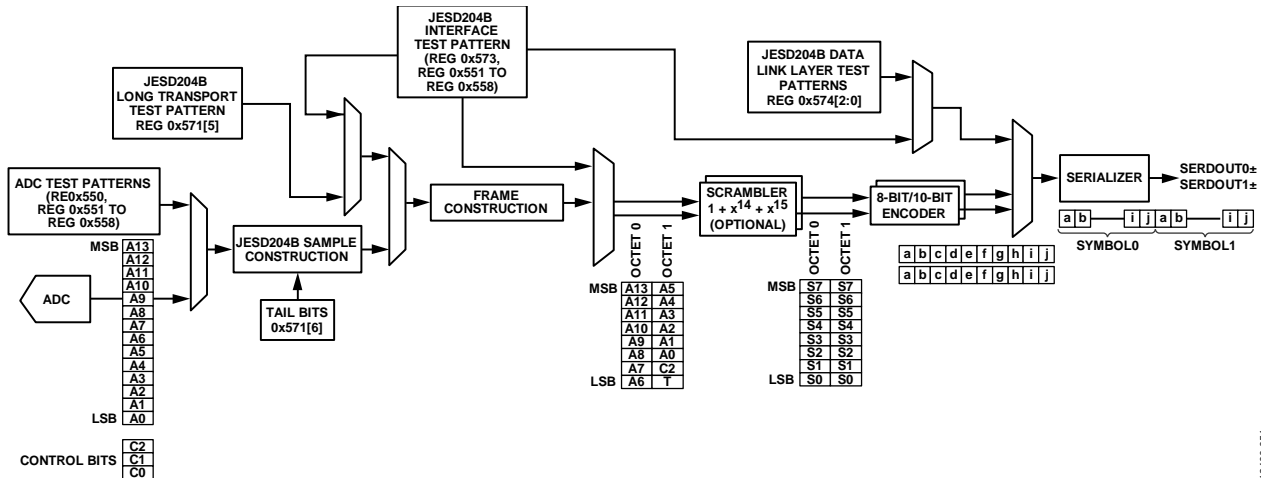 JESD204B
INTERFACE
TEST PATTERN
(REG 0x573,
REG 0x551 TO
REG 0x558)
JESD204B DATA
LINK LAYER TEST
PATTERNS
REG 0x574[2:0]
JESD204B
LONG TRANSPORT
TEST PATTERN
REG 0x571[5]
ADC TEST PATTERNS
(RE0x550,
REG 0x551 TO
REG 0x558)
MSB A13
A12
A11
A10
A9
A8
A7
A6
A5
A4
A3
A2
A1
LSB A0
ADC
C2
CONTROL BITS C1
C0
JESD204B SAMPLE
CONSTRUCTION
TAIL BITS
0x571[6]
FRAME
CONSTRUCTION
OCTET 0
OCTET 1
MSB A13 A5
A12 A4
A11 A3
A10 A2
A9 A1
A8 A0
A7 C2
LSB A6 T
SCRAMBLER
1 + x14 + x15
(OPTIONAL)
OCTET 0
OCTET 1
MSB S7 S7
S6 S6
S5 S5
S4 S4
S3 S3
S2 S2
S1 S1
LSB S0 S0
8-BIT/10-BIT
ENCODER
a b c d e f g h i j
a b c d e f g h i j
SERIALIZER
SERDOUT0±
SERDOUT1±
a b i j a b i j
SYMBOL0 SYMBOL1